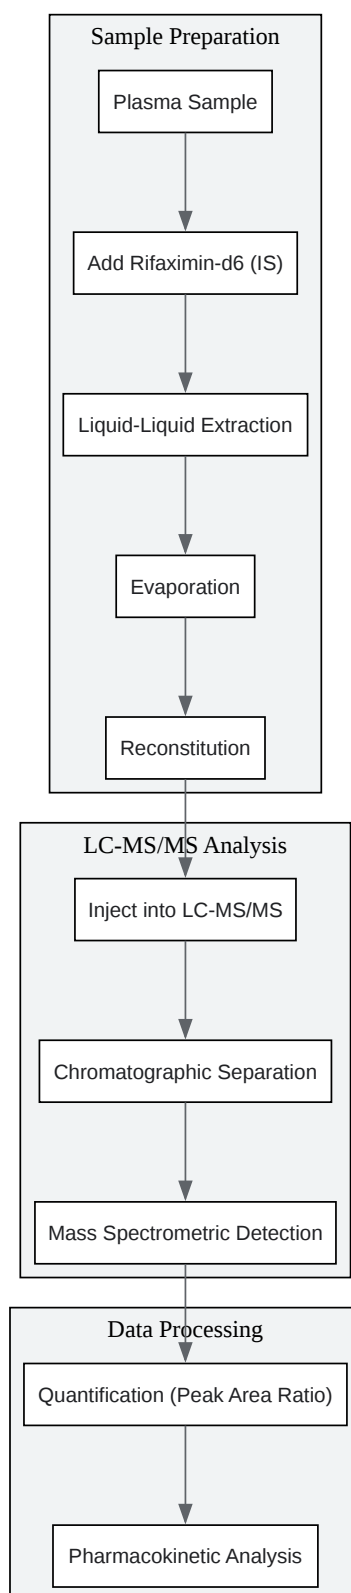 Sample Preparation
Plasma Sample
Add Rifaximin-d6 (IS)
Liquid-Liquid Extraction
Evaporation
Reconstitution
LC-MS/MS Analysis
Inject into LC-MS/MS
Chromatographic Separation
Mass Spectrometric Detection
Data Processing
Quantification (Peak Area Ratio)
Pharmacokinetic Analysis